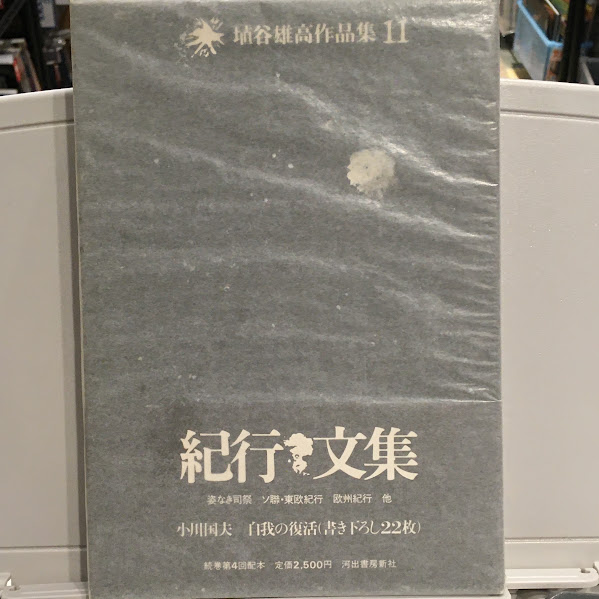 埴谷雄高作品集 11
紀行文集
姿なき司祭 ソ聯・東欧紀行 欧州紀行 他
小川国夫 自我の復活(書き下ろし22枚)
続巻第4回配本 定価2,500円 河出書房新社